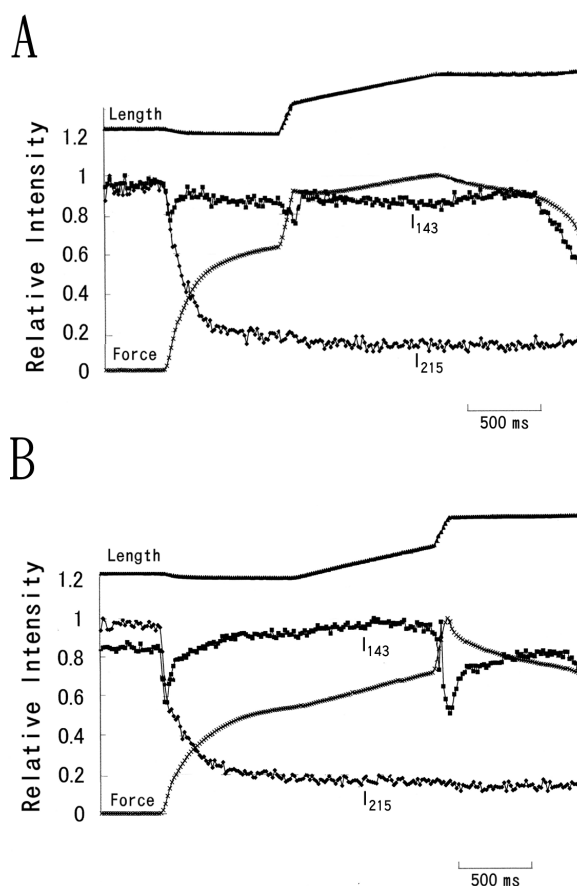 A
Length
1.2
1
0.8
0.6
0.4
0.2
0
Relative Intensity
I143
Force
I215
500 ms
B
Length
1.2
1
0.8
0.6
0.4
0.2
0
Relative Intensity
I143
Force
I215
500 ms